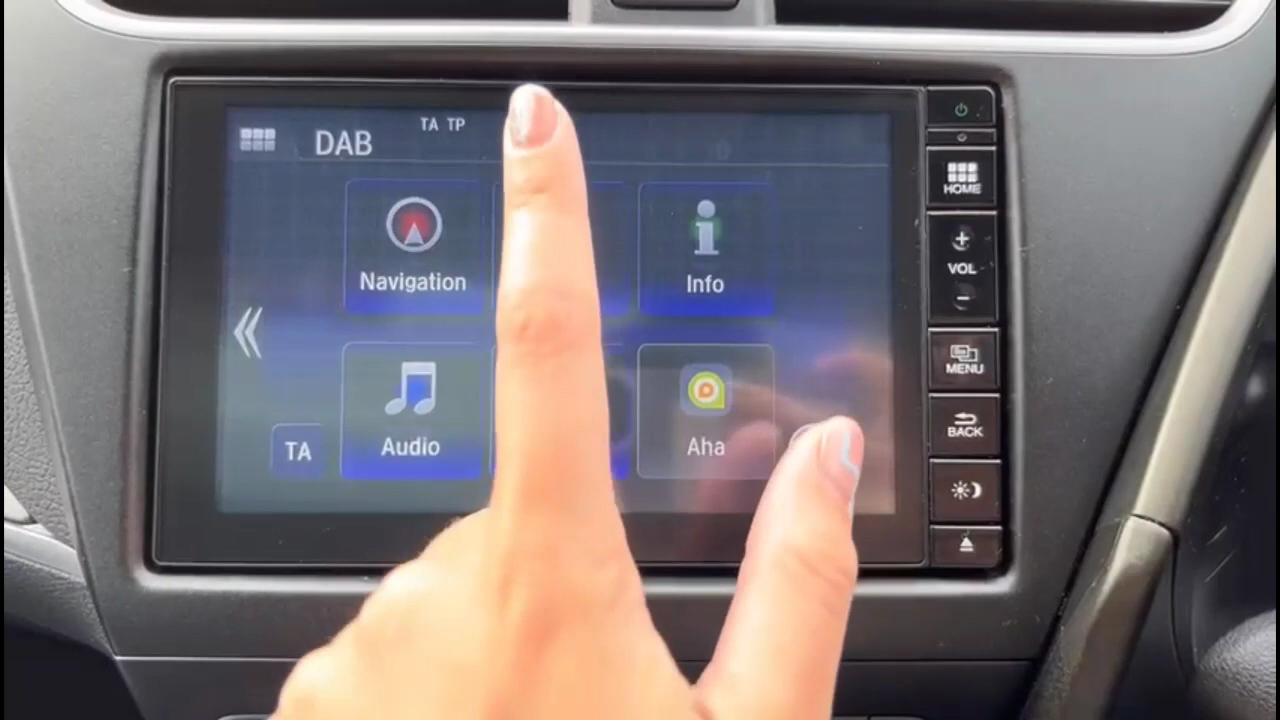 DAB
TA TP
Navigation
Info
Audio
Aha
TA
HOME
+
VOL
−
MENU
BACK